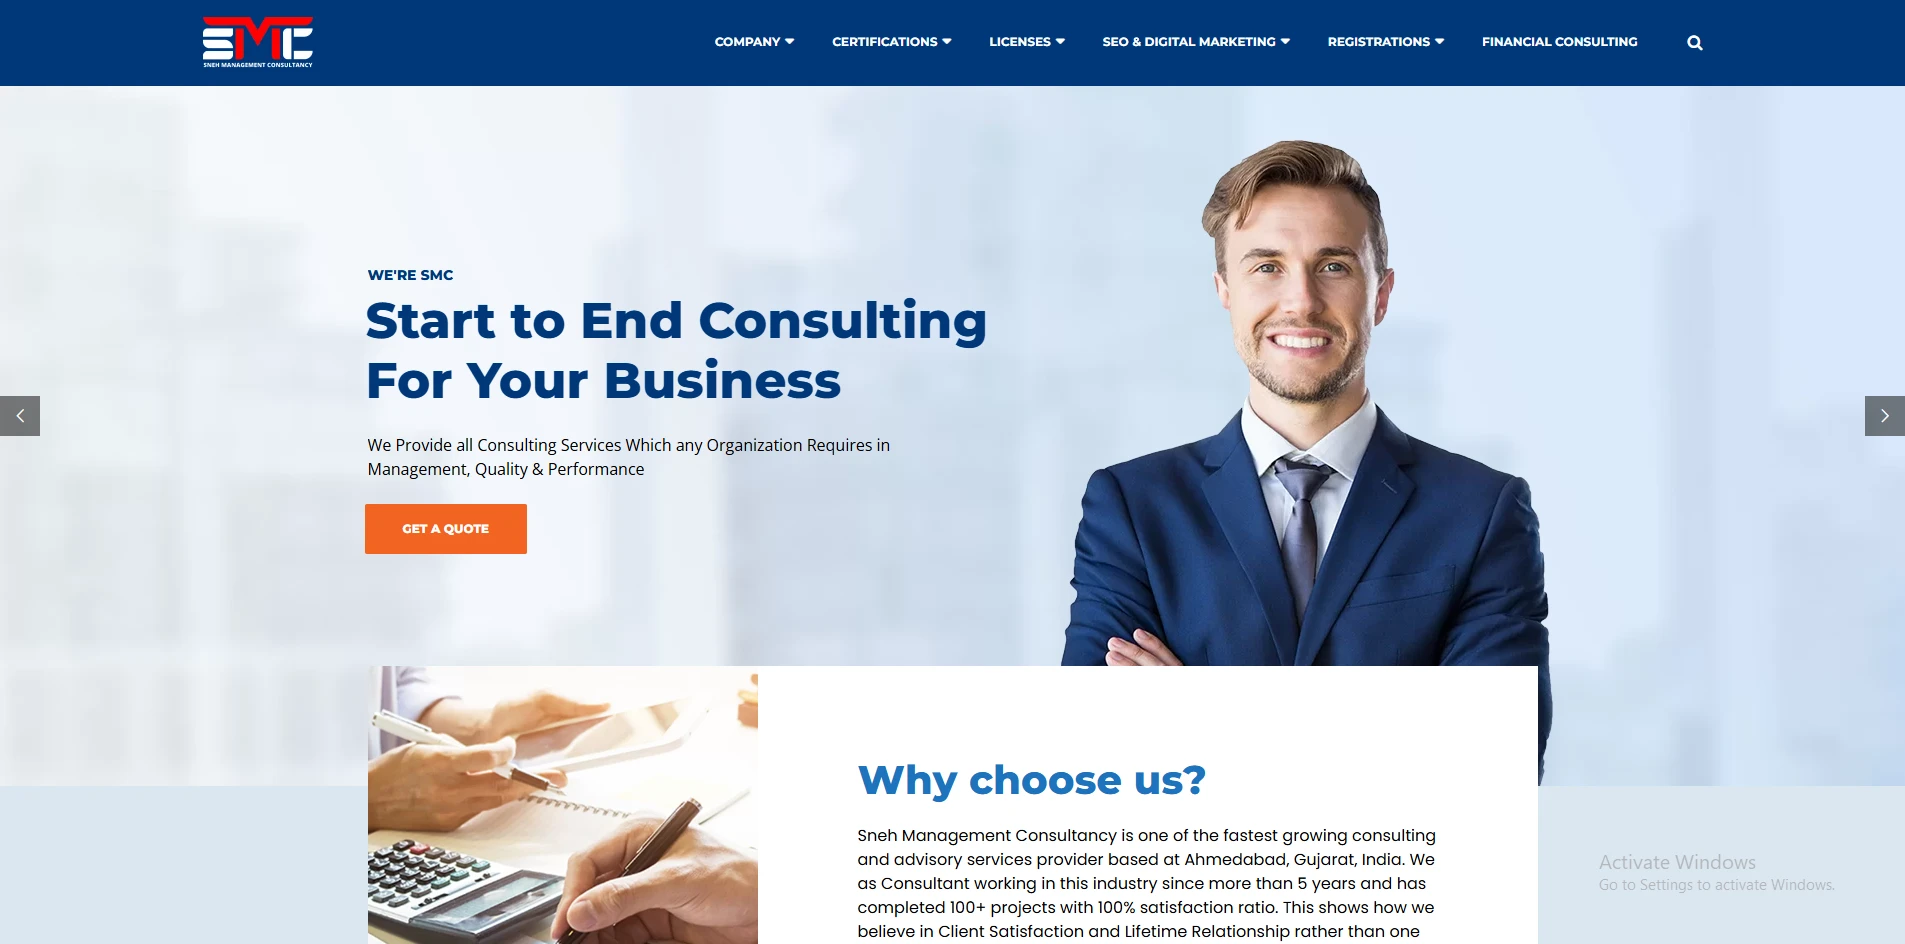 SMC
SNEH MANAGEMENT CONSULTANCY
COMPANY
CERTIFICATIONS
LICENSES
SEO & DIGITAL MARKETING
REGISTRATIONS
FINANCIAL CONSULTING
WE'RE SMC
Start to End Consulting
For Your Business
We Provide all Consulting Services Which any Organization Requires in
Management, Quality & Performance
GET A QUOTE
Why choose us?
Sneh Management Consultancy is one of the fastest growing consulting
and advisory services provider based at Ahmedabad, Gujarat, India. We
as Consultant working in this industry since more than 5 years and has
completed 100+ projects with 100% satisfaction ratio. This shows how we
believe in Client Satisfaction and Lifetime Relationship rather than one
Activate Windows
Go to Settings to activate Windows.